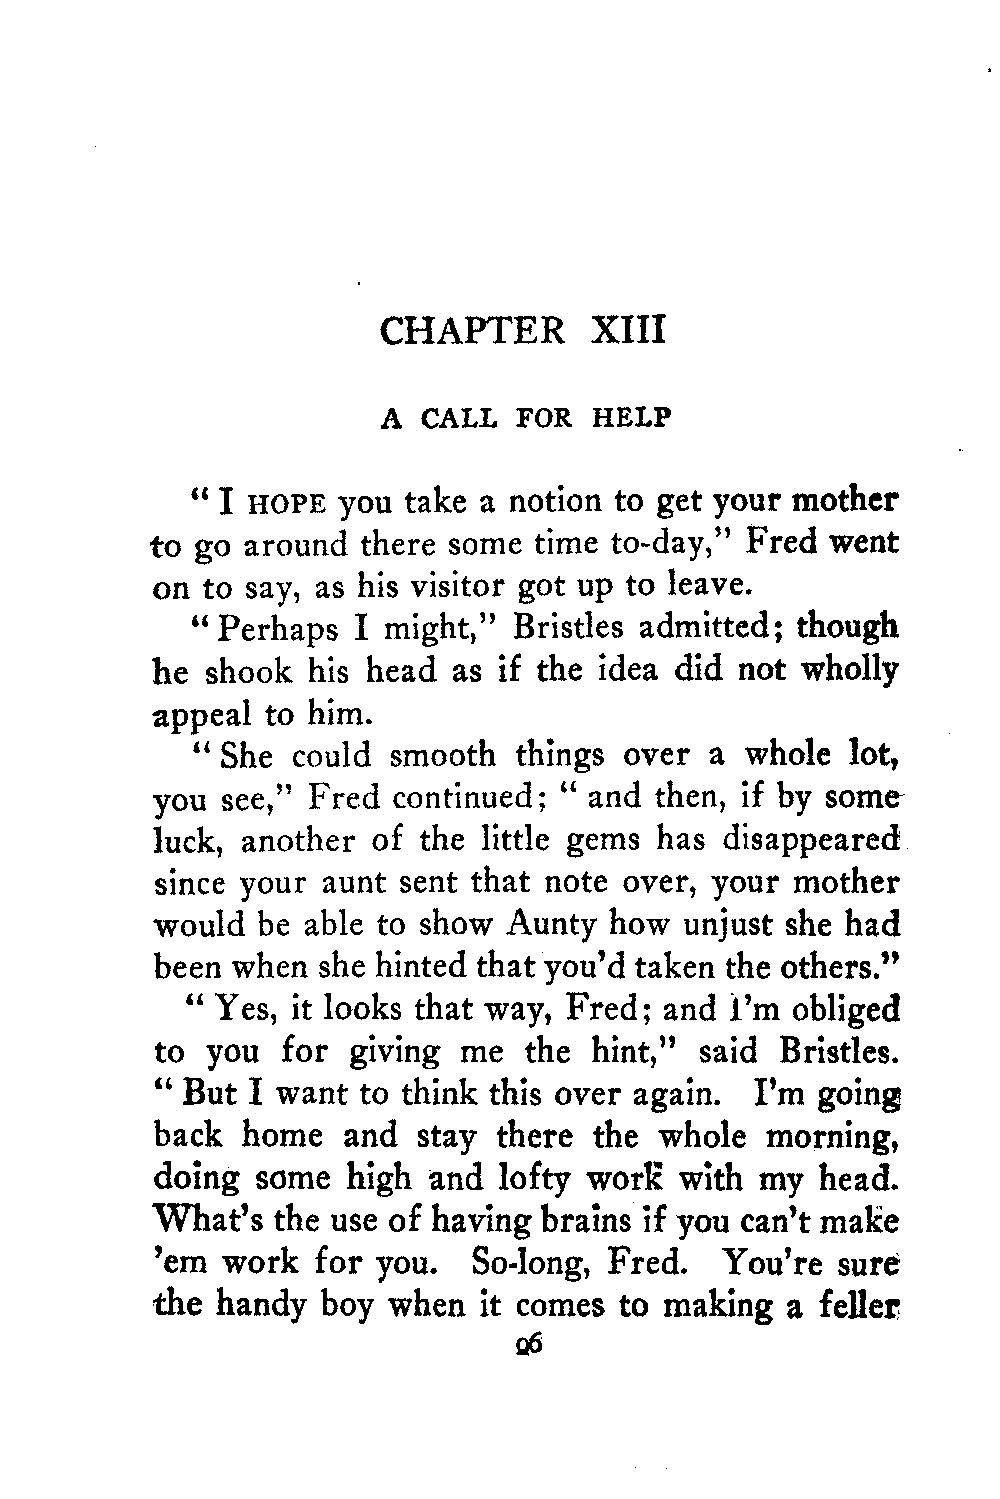 CHAPTER XIII
A CALL FOR HELP
“ I HOPE you take a notion to get your mother
to go around there some time to-day,” Fred went
on to say, as his visitor got up to leave.
“ Perhaps I might,” Bristles admitted; though
he shook his head as if the idea did not wholly
appeal to him.
“ She could smooth things over a whole lot,
you see,” Fred continued; “ and then, if by some
luck, another of the little gems has disappeared
since your aunt sent that note over, your mother
would be able to show Aunty how unjust she had
been when she hinted that you’d taken the others.”
“ Yes, it looks that way, Fred; and I’m obliged
to you for giving me the hint,” said Bristles.
“ But I want to think this over again. I’m going
back home and stay there the whole morning,
doing some high and lofty work with my head.
What’s the use of having brains if you can’t make
’em work for you. So-long, Fred. You’re sure
the handy boy when it comes to making a feller
96